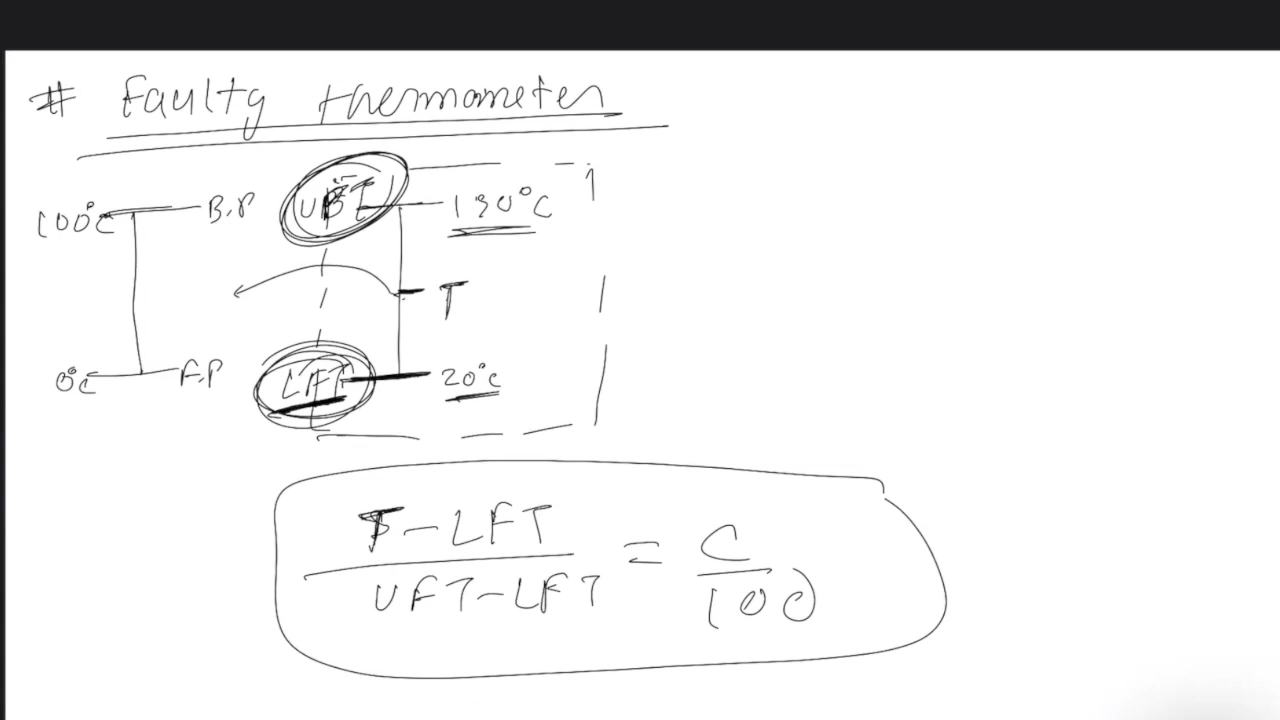 # Faulty thermometer
100°C B.P UFT 130°C
T
0°C F.P LFT 20°C
T-LFT
UFT-LFT
=
C
100